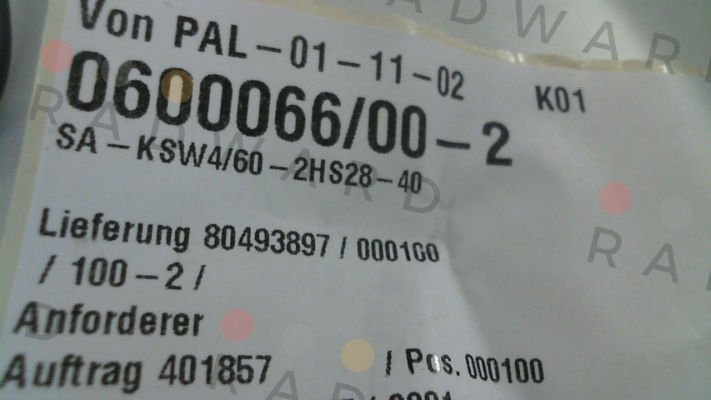 Von PAL-01-11-02 K01
0600066/00-2
SA-KSW4/60-2HS28-40
Lieferung 80493897 / 000100
/ 100-2 /
Anforderer
Auftrag 401857 / Pos. 000100
RADWARD